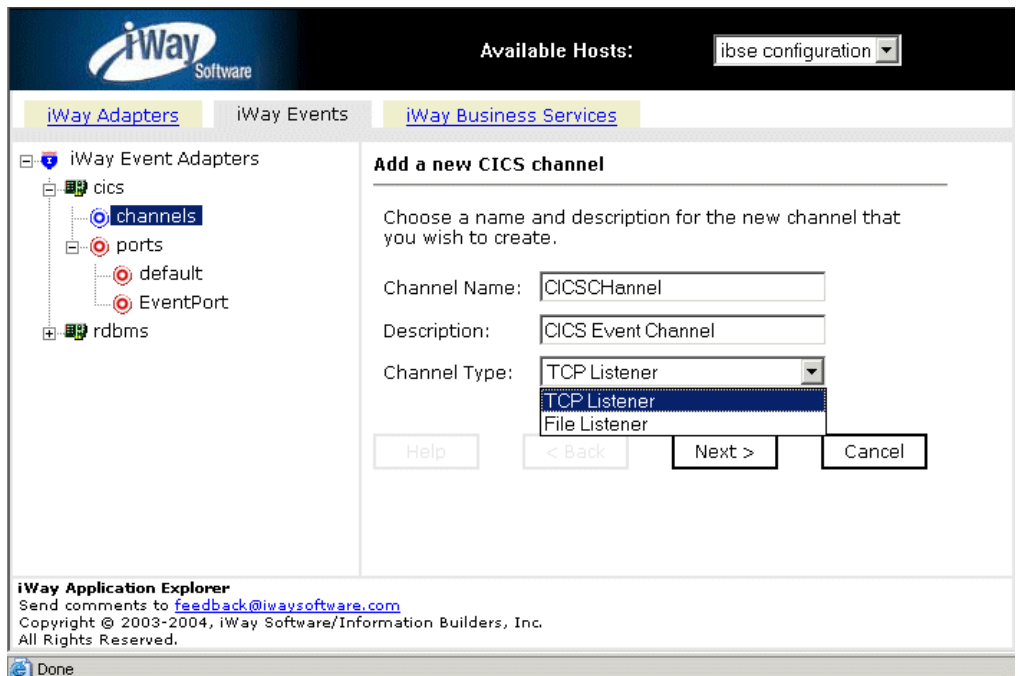 iWay
Software
Available Hosts:
ibse configuration
iWay Adapters
iWay Events
iWay Business Services
iWay Event Adapters
cics
channels
ports
default
EventPort
rdbms
Add a new CICS channel
Choose a name and description for the new channel that
you wish to create.
Channel Name:
CICSCHannel
Description:
CICS Event Channel
Channel Type:
TCP Listener
TCP Listener
File Listener
Help
< Back
Next >
Cancel
iWay Application Explorer
Send comments to feedback@iwaysoftware.com
Copyright © 2003-2004, iWay Software/Information Builders, Inc.
All Rights Reserved.
Done